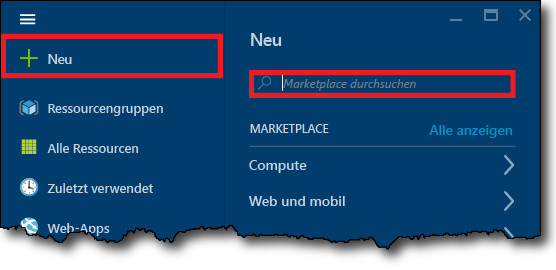 Neu
Ressourcengruppen
Alle Ressourcen
Zuletzt verwendet
Web-Apps
Neu
Marketplace durchsuchen
MARKETPLACE Alle anzeigen
Compute
Web und mobil